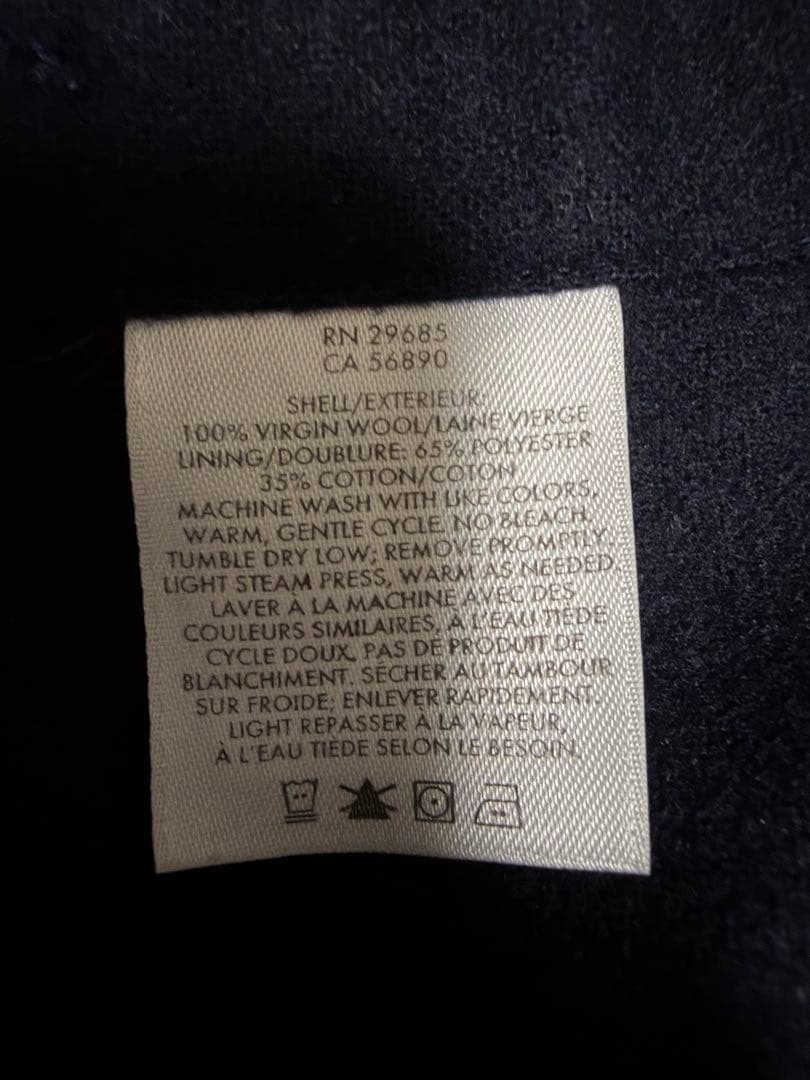 RN 29685
CA 56890
SHELL/EXTERIEUR:
100% VIRGIN WOOL/LAINE VIERGE
LINING/DOUBLURE: 65% POLYESTER
35% COTTON/COTON
MACHINE WASH WITH LIKE COLORS,
WARM, GENTLE CYCLE. NO BLEACH.
TUMBLE DRY LOW; REMOVE PROMPTLY.
LIGHT STEAM PRESS, WARM AS NEEDED.
LAVER À LA MACHINE AVEC DES
COULEURS SIMILAIRES, À L'EAU TIÈDE
CYCLE DOUX. PAS DE PRODUIT DE
BLANCHIMENT. SÉCHER AU TAMBOUR
SUR FROIDE; ENLEVER RAPIDEMENT.
LIGHT REPASSER À LA VAPEUR,
À L'EAU TIÈDE SELON LE BESOIN.